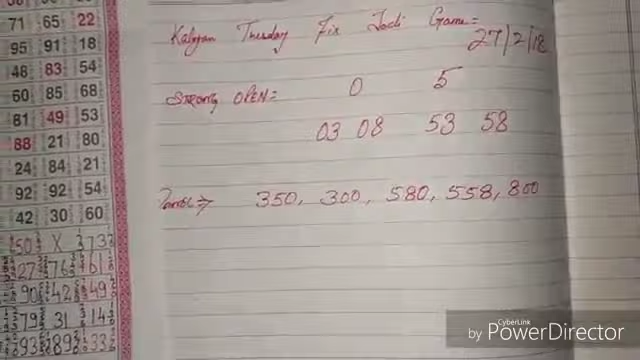 71 65 22
95 91 18
48 83 54
60 85 68
81 49 53
88 21 80
24 84 21
92 92 54
42 30 60
Kalyan Tuesday Fix Jodi Game =
27/2/18
STRONG OPEN = 0 5
03 08 53 58
350, 300, 580, 558, 800
CyberLink
by PowerDirector